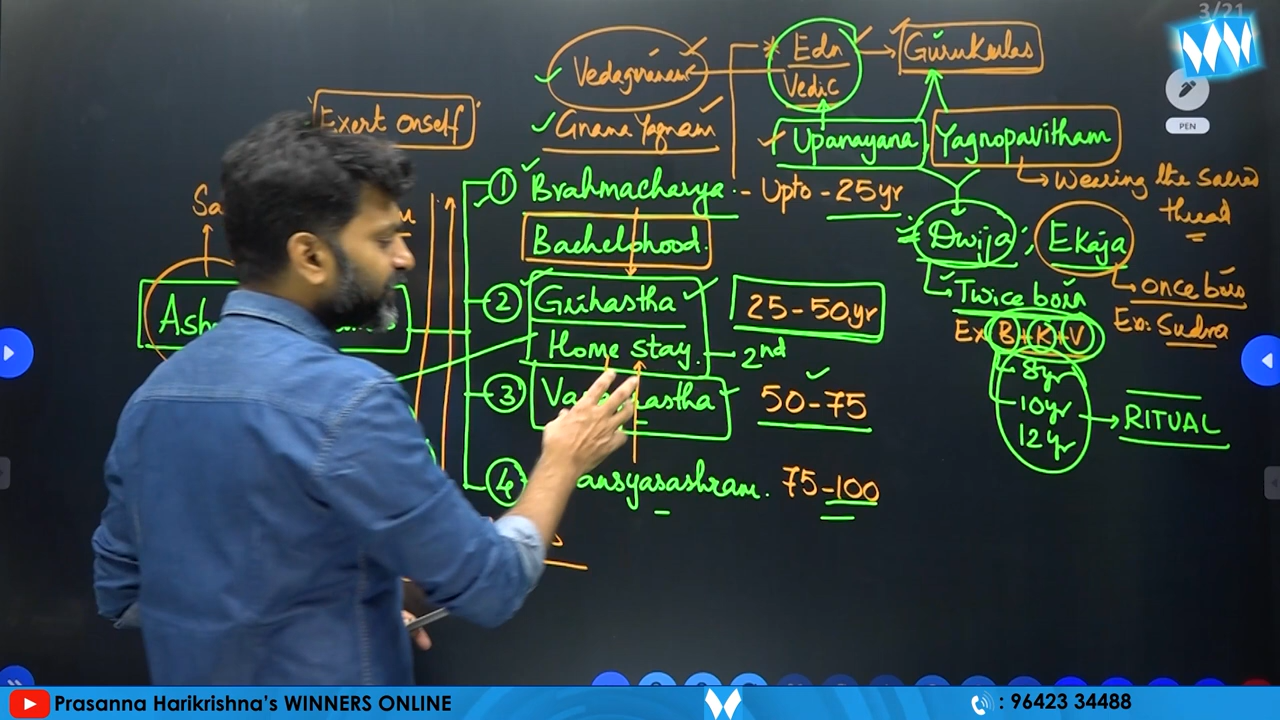 3/21
PEN
Edn
Vedic
Gurukulas
Vedagnanam
Gnana Yagnam
Exert onself
Upanayana
Yagnopavitham
Wearing the sacred
thread
① Brahmacharya - Upto - 25yr
Bachelorhood.
Dwija ; Ekaja
Twice born
once born
Ex B+K+V
Ex: Sudra
8yr
10yr
12yr
RITUAL
② Grihastha
25-50yr
Home stay.
2nd
③
50-75
④
75-100
Prasanna Harikrishna's WINNERS ONLINE
: 96423 34488